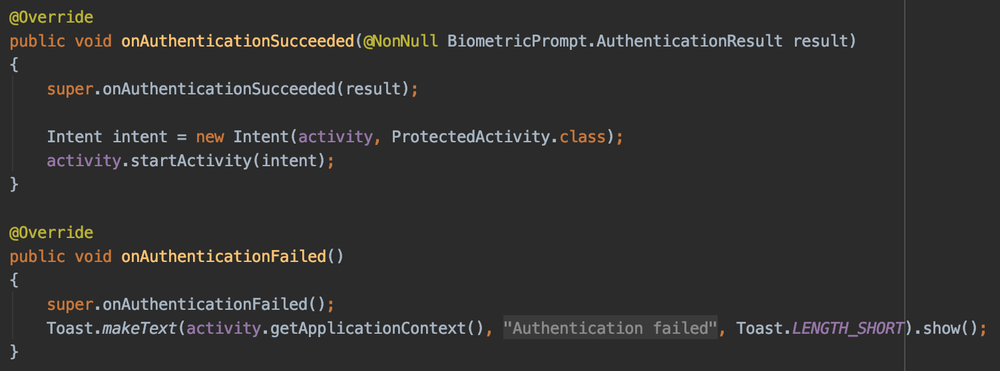 @Override
public void onAuthenticationSucceeded(@NonNull BiometricPrompt.AuthenticationResult result)
{
    super.onAuthenticationSucceeded(result);

    Intent intent = new Intent(activity, ProtectedActivity.class);
    activity.startActivity(intent);
}

@Override
public void onAuthenticationFailed()
{
    super.onAuthenticationFailed();
    Toast.makeText(activity.getApplicationContext(), "Authentication failed", Toast.LENGTH_SHORT).show();
}